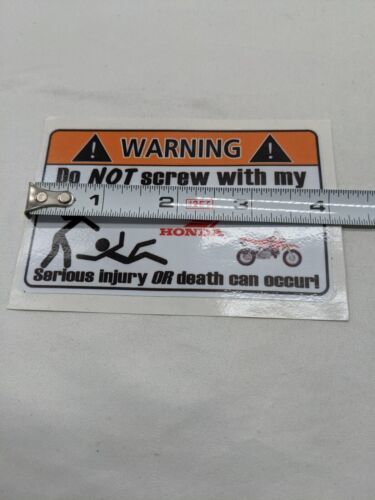 WARNING
Do NOT screw with my
1 2 3 4
HONDA
Serious injury OR death can occur!